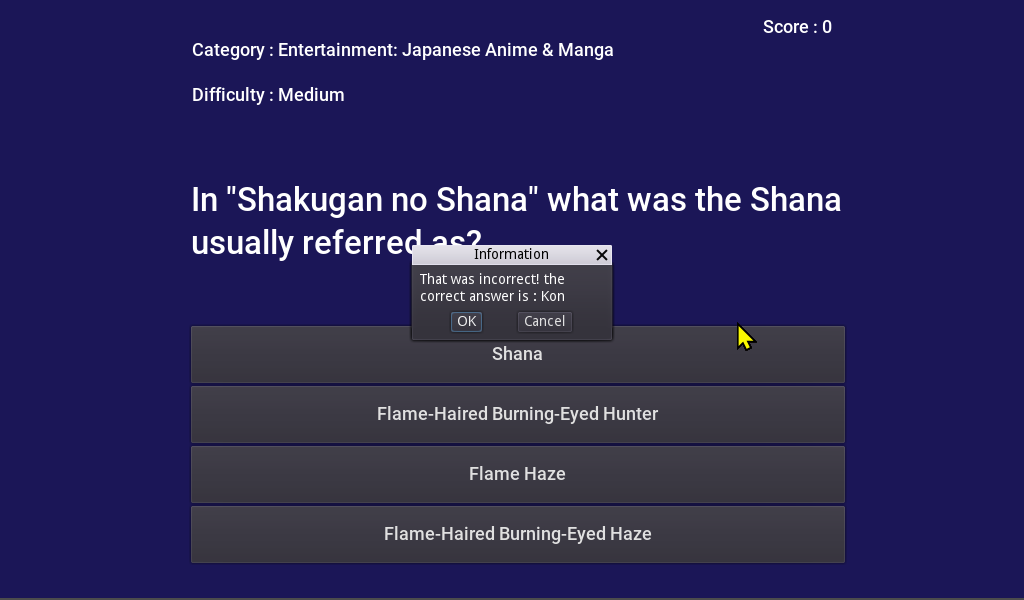 Score : 0
Category : Entertainment: Japanese Anime & Manga
Difficulty : Medium
In "Shakugan no Shana" what was the Shana
usually referred as?
Information
That was incorrect! the
correct answer is : Kon
OK
Cancel
Shana
Flame-Haired Burning-Eyed Hunter
Flame Haze
Flame-Haired Burning-Eyed Haze